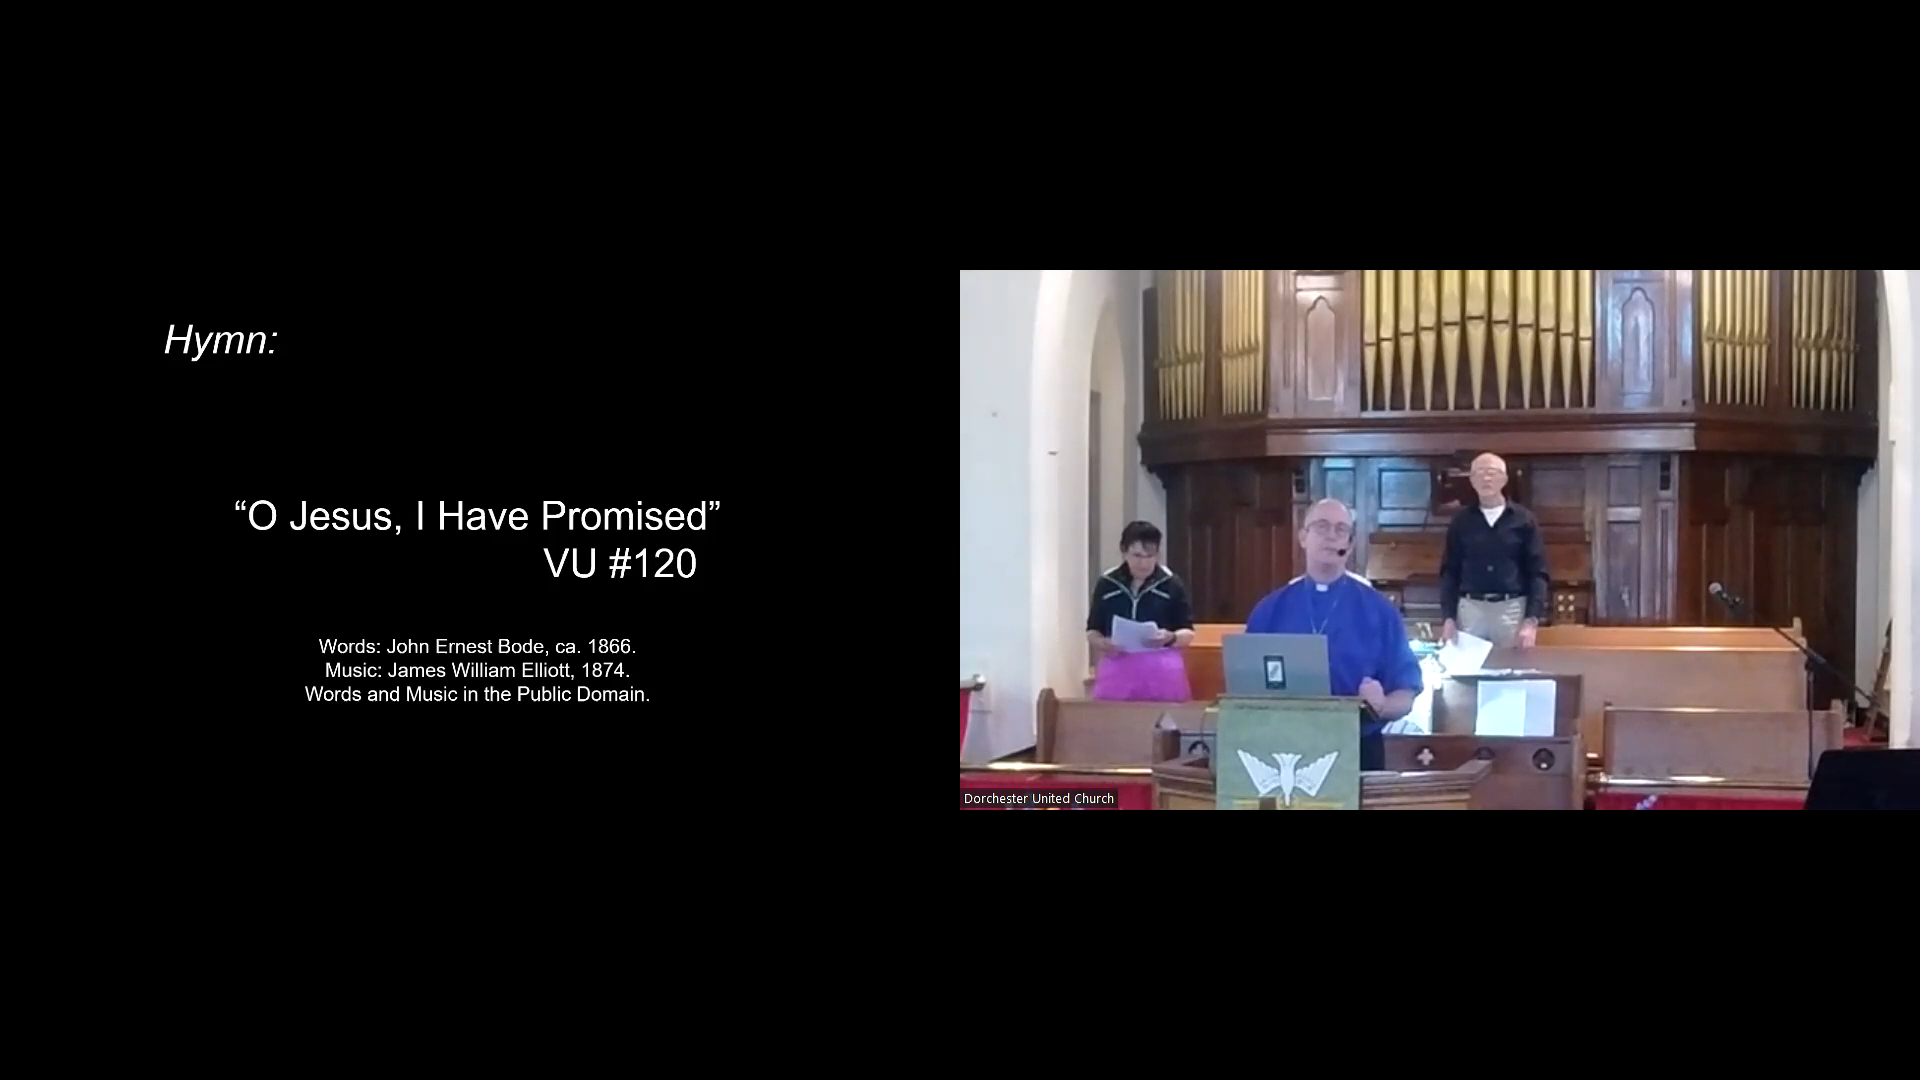 Hymn:
“O Jesus, I Have Promised”
VU #120
Words: John Ernest Bode, ca. 1866.
Music: James William Elliott, 1874.
Words and Music in the Public Domain.
Dorchester United Church